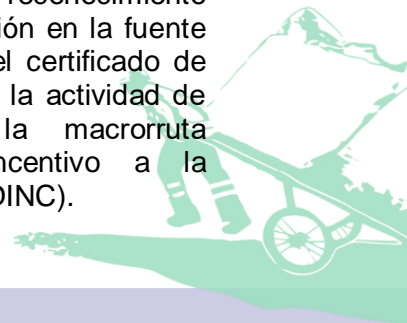 reconocimiento
ión en la fuente
el certificado de
la actividad de
la macrorruta
ncentivo a la
DINC).